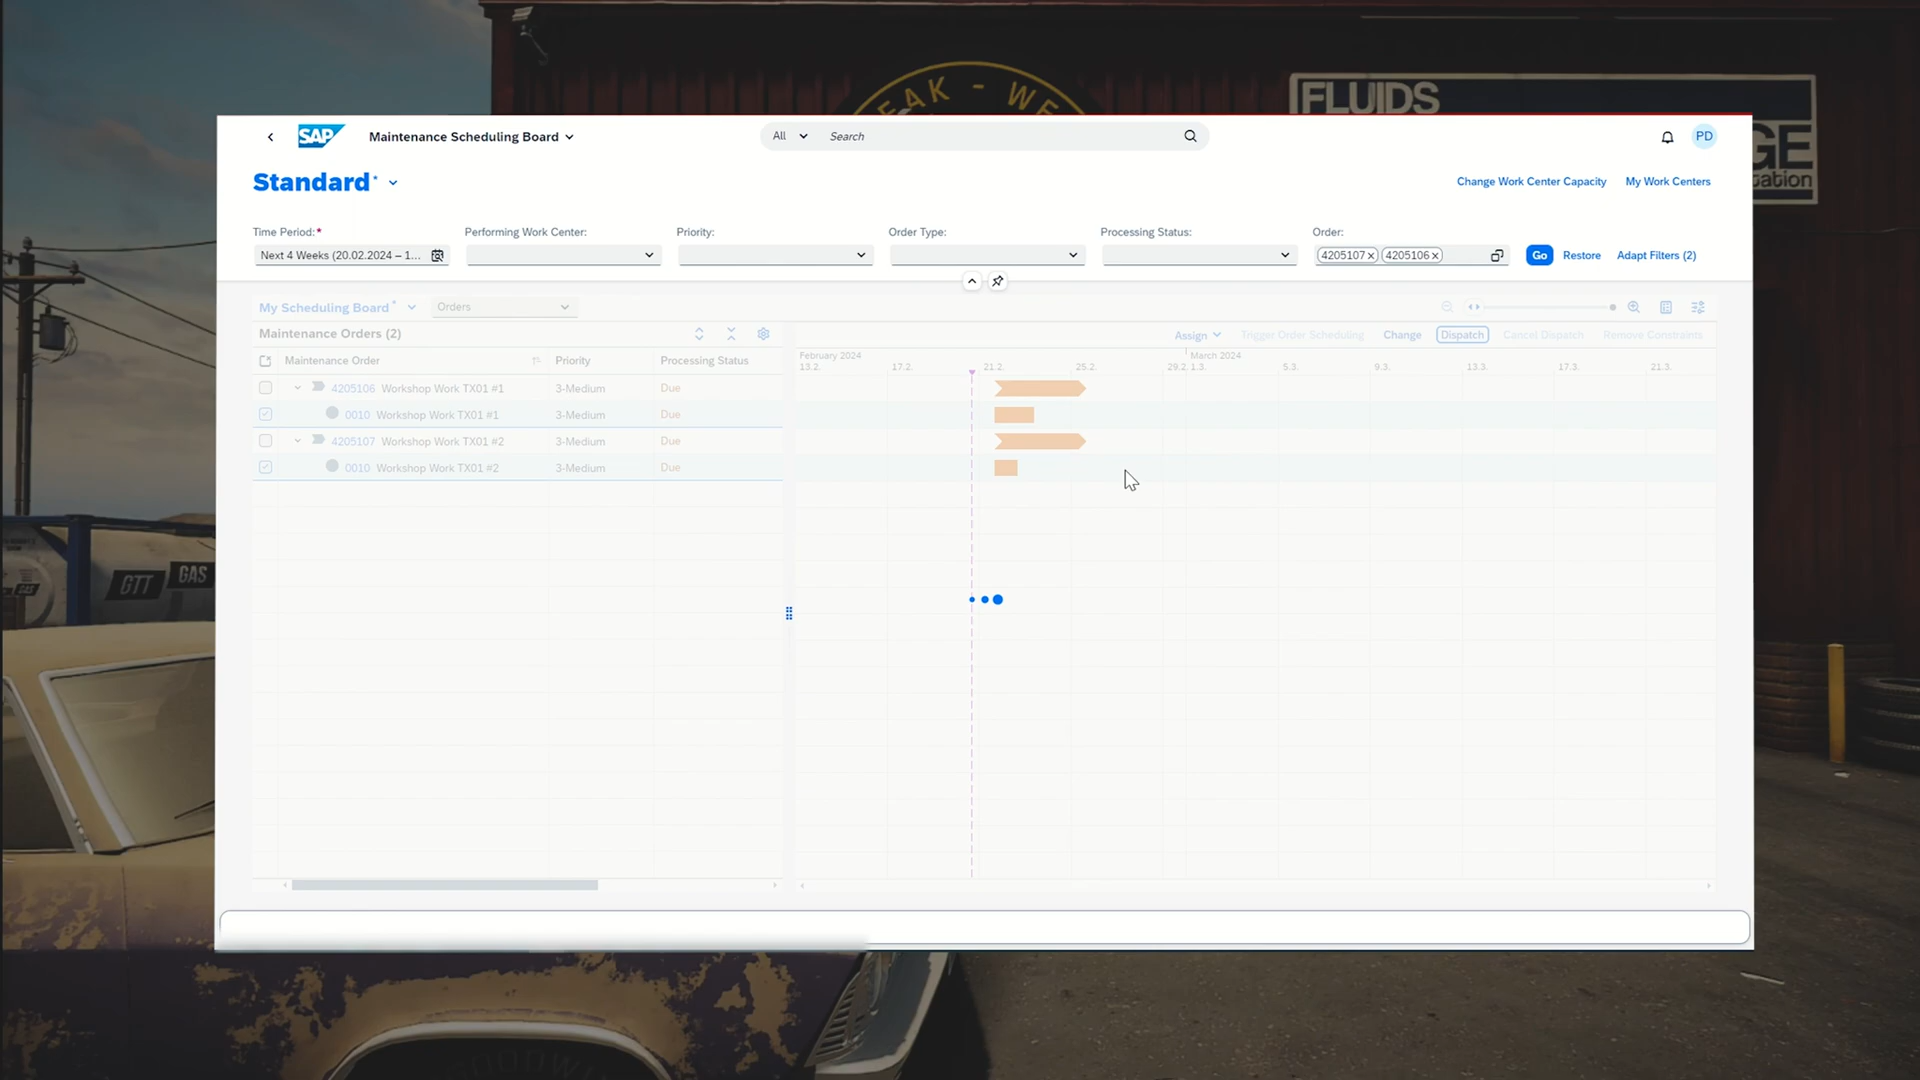 EAK - WE
FLUIDS
GE
tation
SAP
Maintenance Scheduling Board
All
Search
PD
Standard *
Change Work Center Capacity
My Work Centers
Time Period:*
Performing Work Center:
Priority:
Order Type:
Processing Status:
Order:
Next 4 Weeks (20.02.2024 – 1...
4205107
4205106
Go
Restore
Adapt Filters (2)
My Scheduling Board *
Orders
Maintenance Orders (2)
Assign
Trigger Order Scheduling
Change
Dispatch
Cancel Dispatch
Remove Constraints
Maintenance Order
Priority
Processing Status
February 2024
March 2024
13.2.
17.2.
21.2.
25.2.
29.2.
1.3.
5.3.
9.3.
13.3.
17.3.
21.3.
4205106 Workshop Work TX01 #1
3-Medium
Due
0010 Workshop Work TX01 #1
3-Medium
Due
4205107 Workshop Work TX01 #2
3-Medium
Due
0010 Workshop Work TX01 #2
3-Medium
Due
GTT
GAS
GAS